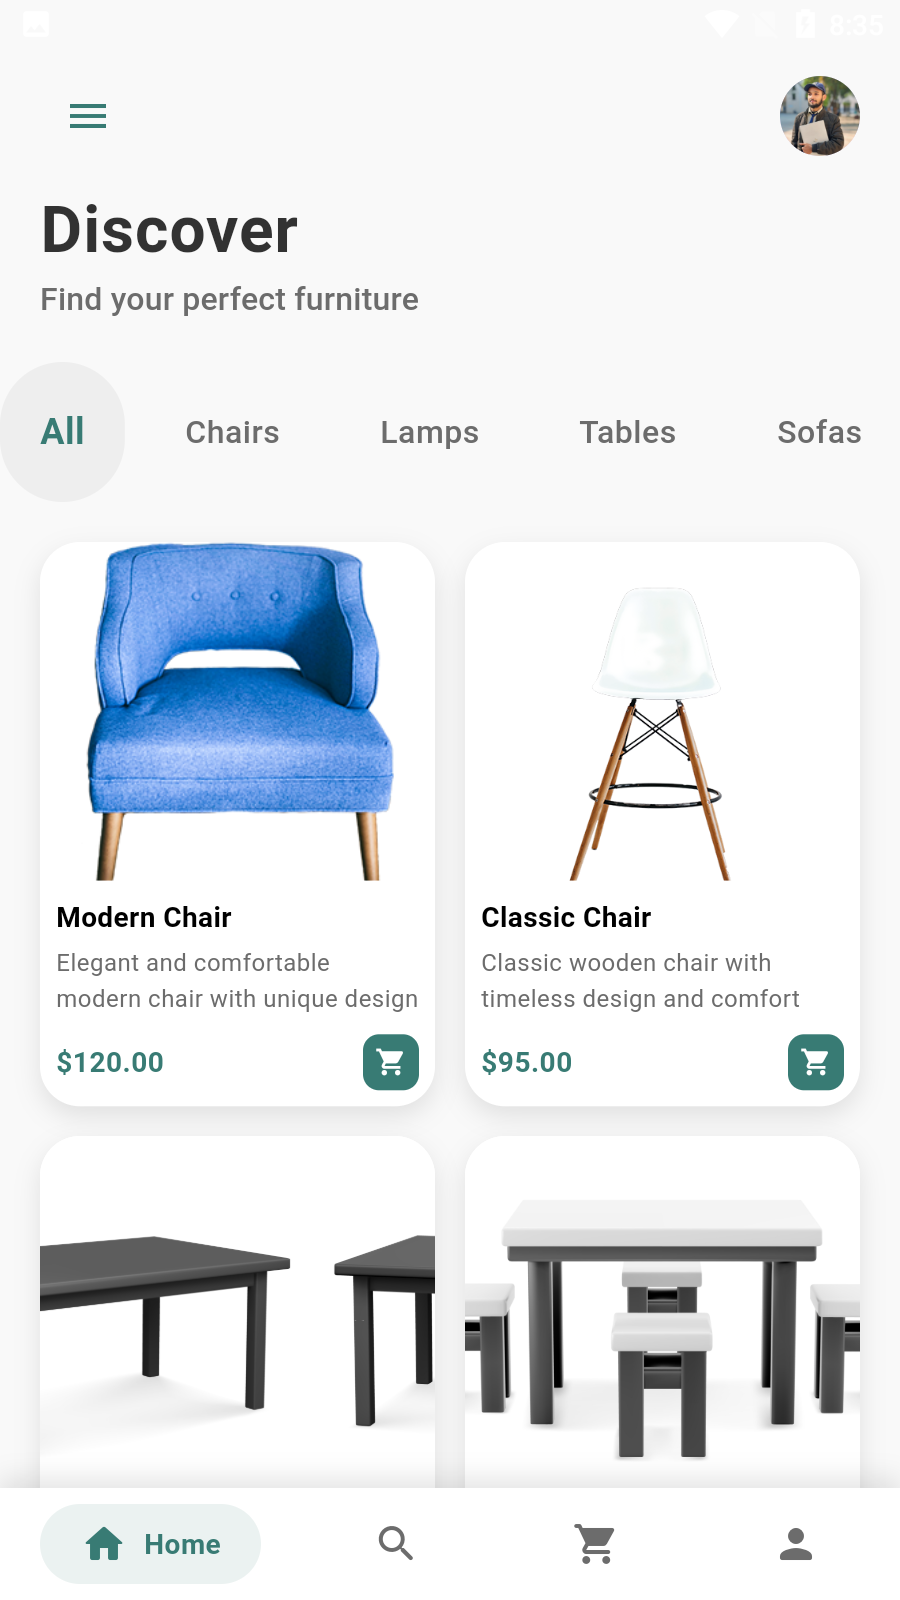 8:35
Discover
Find your perfect furniture
All
Chairs
Lamps
Tables
Sofas
Modern Chair
Elegant and comfortable
modern chair with unique design
$120.00
Classic Chair
Classic wooden chair with
timeless design and comfort
$95.00
Home